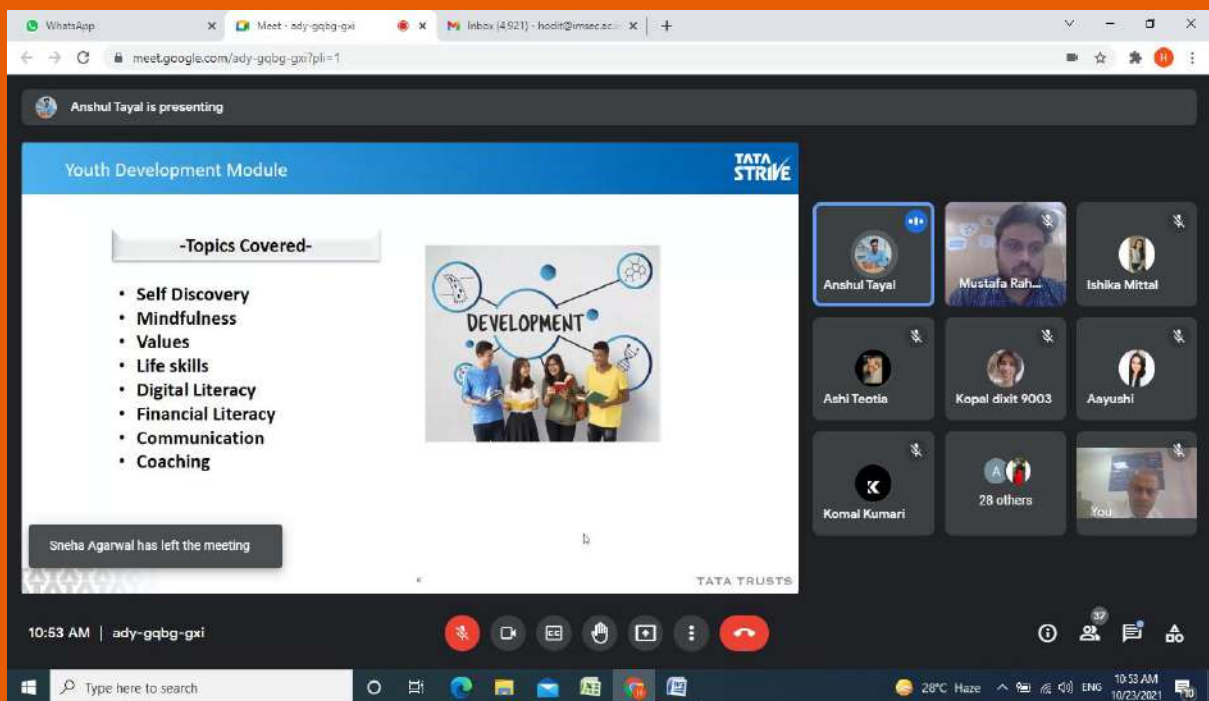 WhatsApp
Meet - ady-gqbg-gxi
Inbox (4,921) - hodit@imsec.ac.i
meet.google.com/ady-gqbg-gxi?pli=1
H
Anshul Tayal is presenting
Youth Development Module
TATA
STRIVE
-Topics Covered-
• Self Discovery
• Mindfulness
• Values
• Life skills
• Digital Literacy
• Financial Literacy
• Communication
• Coaching
DEVELOPMENT
Sneha Agarwal has left the meeting
TATA TRUSTS
Anshul Tayal
Mustafa Rah...
Ishika Mittal
Ashi Teotia
Kopal dixit 9003
Aayushi
K
Komal Kumari
A
28 others
You
10:53 AM | ady-gqbg-gxi
CC
37
Type here to search
28°C Haze
ENG
10:53 AM
10/23/2021
10